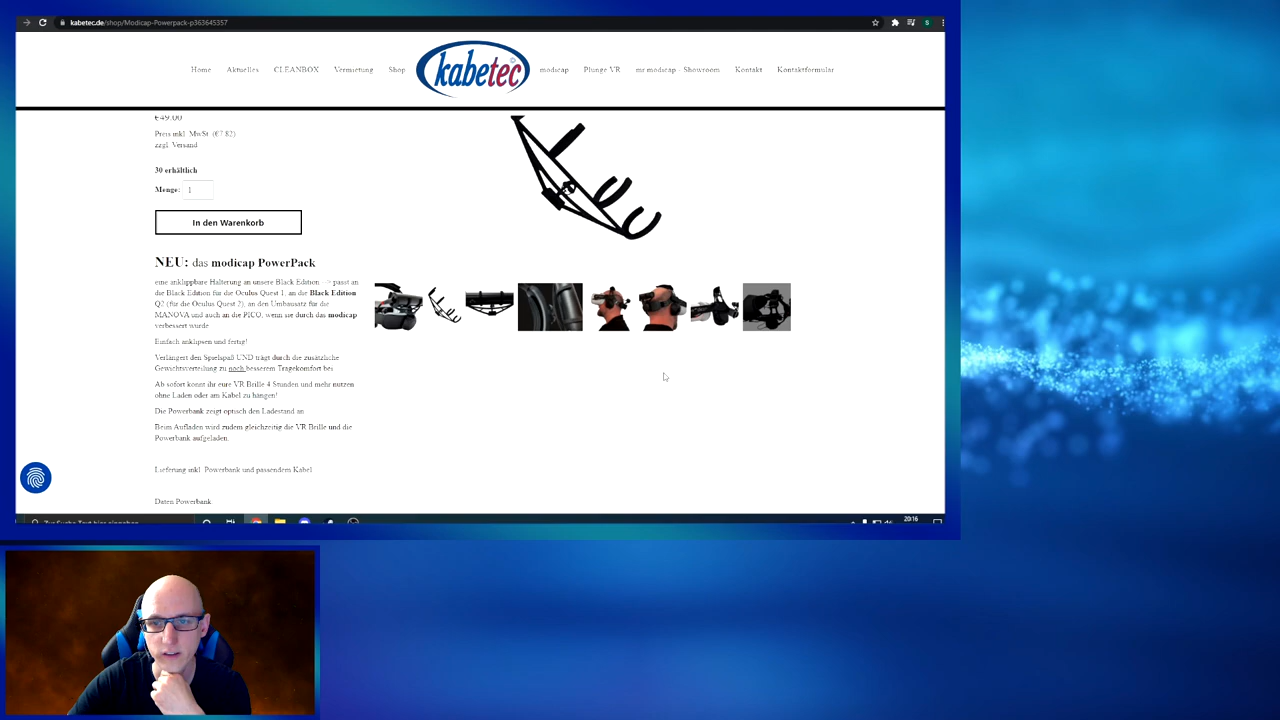 kabetec.de/shop/Modicap-Powerpack-p363645357
S
Home Aktuelles CLEANBOX Vermietung Shop kabetec modicap Plunge VR mr modicap - Showroom Kontakt Kontaktformular
€49.00
Preis inkl. MwSt. (€7.82)
zzgl. Versand
30 erhältlich
Menge: 1
In den Warenkorb
NEU: das modicap PowerPack
eine anklippbare Halterung an unsere Black Edition --> passt an
die Black Edition für die Oculus Quest 1, an die Black Edition
Q2 (für die Oculus Quest 2), an den Umbausatz für die
MANOVA und auch an die PICO, wenn sie durch das modicap
verbessert wurde
Einfach anklipsen und fertig!
Verlängert den Spielspaß UND trägt durch die zusätzliche
Gewichtsverteilung zu noch besserem Tragekomfort bei
Ab sofort könnt ihr eure VR Brille 4 Stunden und mehr nutzen
ohne Laden oder am Kabel zu hängen!
Die Powerbank zeigt optisch den Ladestand an
Beim Aufladen wird zudem gleichzeitig die VR Brille und die
Powerbank aufgeladen.
Lieferung inkl. Powerbank und passendem Kabel
Daten Powerbank
Zur Suche Text hier eingeben
20:16